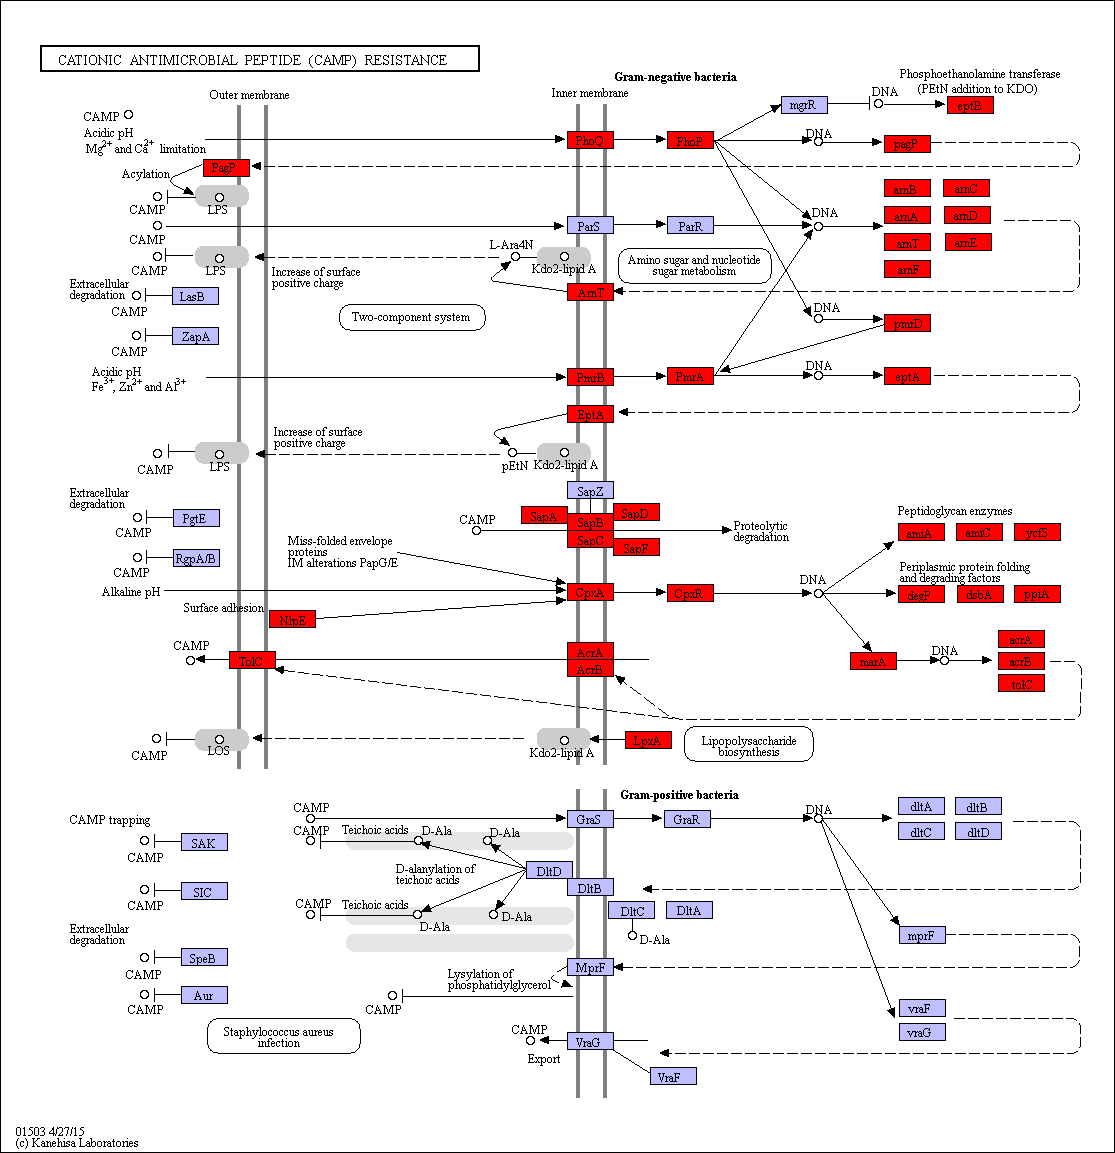 CATIONIC ANTIMICROBIAL PEPTIDE (CAMP) RESISTANCE
Gram-negative bacteria
Outer membrane
Inner membrane
Phosphoethanolamine transferase
(PEtN addition to KDO)
CAMP
mgrR
DNA
eptB
Acidic pH
Mg2+ and Ca2+ limitation
PhoQ
PhoP
DNA
pagP
PagP
Acylation
CAMP
LPS
arnB
arnC
arnA
arnD
arnT
arnE
arnF
CAMP
ParS
ParR
DNA
CAMP
LPS
Increase of surface
positive charge
L-Ara4N
Kdo2-lipid A
Amino sugar and nucleotide
sugar metabolism
Extracellular
degradation
LasB
CAMP
ArnT
Two-component system
DNA
pmrD
ZapA
CAMP
Acidic pH
Fe3+, Zn2+ and Al3+
PmrB
PmrA
DNA
eptA
EptA
Increase of surface
positive charge
CAMP
LPS
pEtN
Kdo2-lipid A
Extracellular
degradation
PgtE
CAMP
SapZ
SapA
SapD
SapB
SapC
SapF
CAMP
Proteolytic
degradation
Peptidoglycan enzymes
amiA
amiC
ycfS
RgpA/B
CAMP
Miss-folded envelope
proteins
IM alterations PapG/E
Periplasmic protein folding
and degrading factors
Alkaline pH
CpxA
CpxR
DNA
degP
dsbA
ppiA
Surface adhesion
NlpE
CAMP
TolC
AcrA
AcrB
marA
DNA
acrA
acrB
tolC
CAMP
LOS
Kdo2-lipid A
LpxA
Lipopolysaccharide
biosynthesis
Gram-positive bacteria
CAMP trapping
CAMP
GraS
GraR
DNA
dltA
dltB
dltC
dltD
SAK
CAMP
CAMP
Teichoic acids
D-Ala
D-Ala
D-alanylation of
teichoic acids
DltD
DltB
SIC
CAMP
CAMP
Teichoic acids
D-Ala
D-Ala
DltC
DltA
D-Ala
Extracellular
degradation
SpeB
CAMP
mprF
MprF
Lysylation of
phosphatidylglycerol
Aur
CAMP
CAMP
vraF
vraG
Staphylococcus aureus
infection
CAMP
Export
VraG
VraF
01503 4/27/15
(c) Kanehisa Laboratories